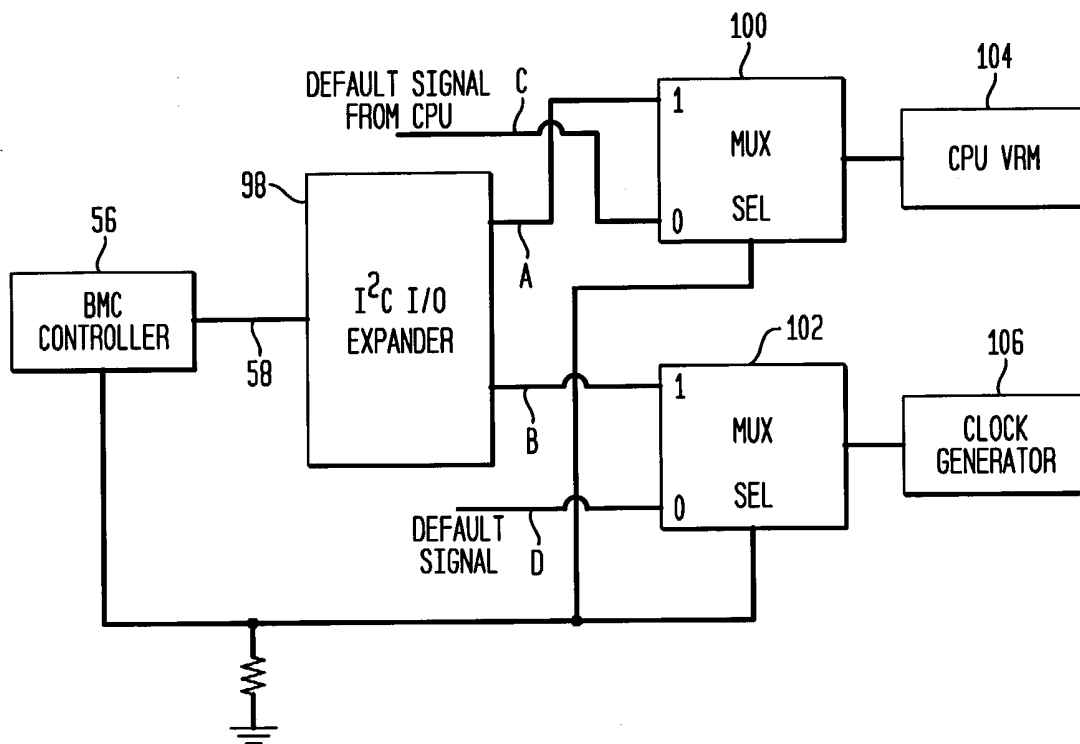 100
104
DEFAULT SIGNAL
FROM CPU
C
1
MUX
SEL
0
CPU VRM
98
A
56
BMC
CONTROLLER
58
I²C I/O
EXPANDER
102
106
B
1
MUX
SEL
0
CLOCK
GENERATOR
DEFAULT
SIGNAL
D